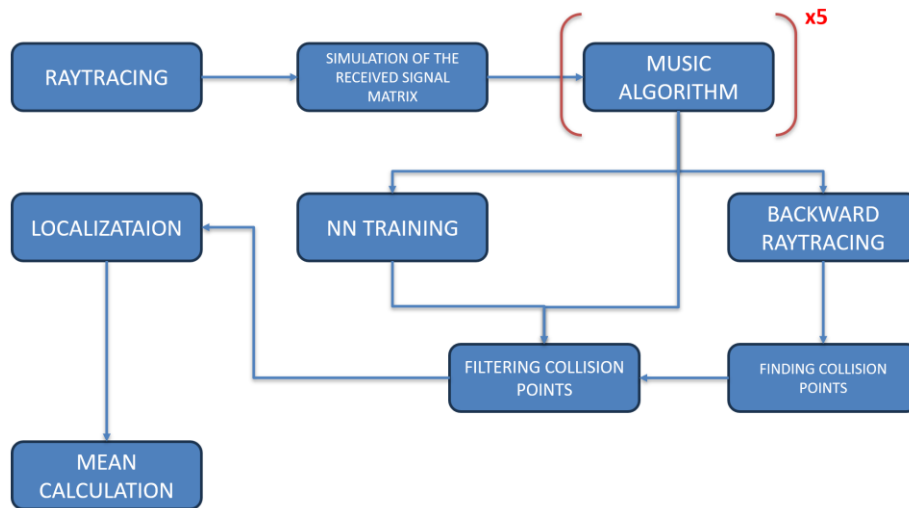 x5
RAYTRACING
SIMULATION OF THE
RECEIVED SIGNAL
MATRIX
MUSIC
ALGORITHM
LOCALIZATAION
NN TRAINING
BACKWARD
RAYTRACING
FILTERING COLLISION
POINTS
FINDING COLLISION
POINTS
MEAN
CALCULATION